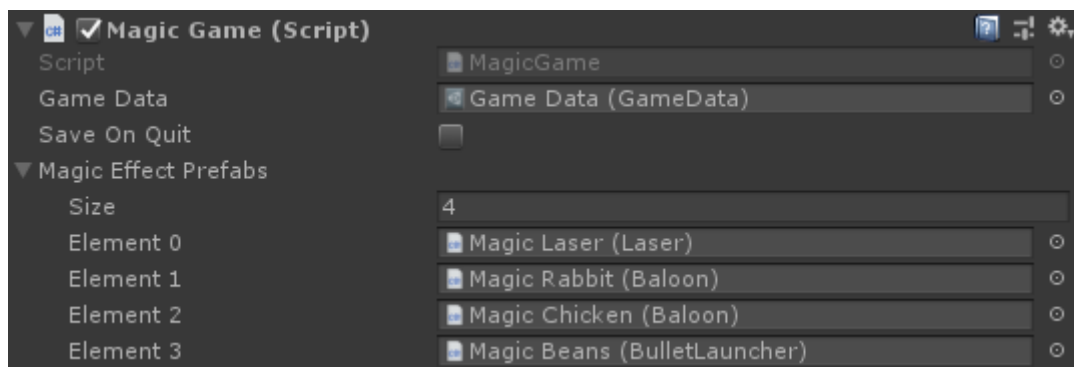 Magic Game (Script)
Script MagicGame
Game Data Game Data (GameData)
Save On Quit
Magic Effect Prefabs
Size 4
Element 0 Magic Laser (Laser)
Element 1 Magic Rabbit (Baloon)
Element 2 Magic Chicken (Baloon)
Element 3 Magic Beans (BulletLauncher)